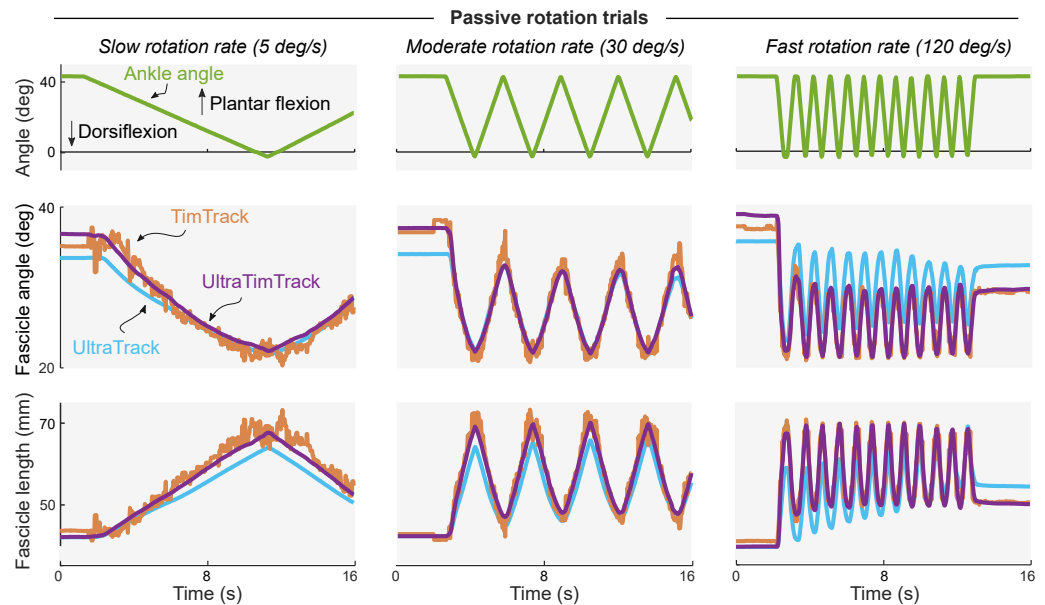 Passive rotation trials
Slow rotation rate (5 deg/s)
Moderate rotation rate (30 deg/s)
Fast rotation rate (120 deg/s)
Angle (deg)
40
0
Ankle angle
Plantar flexion
Dorsiflexion
Fascicle angle (deg)
40
20
TimTrack
UltraTimTrack
UltraTrack
Fascicle length (mm)
70
50
0
8
16
0
8
16
0
8
16
Time (s)
Time (s)
Time (s)